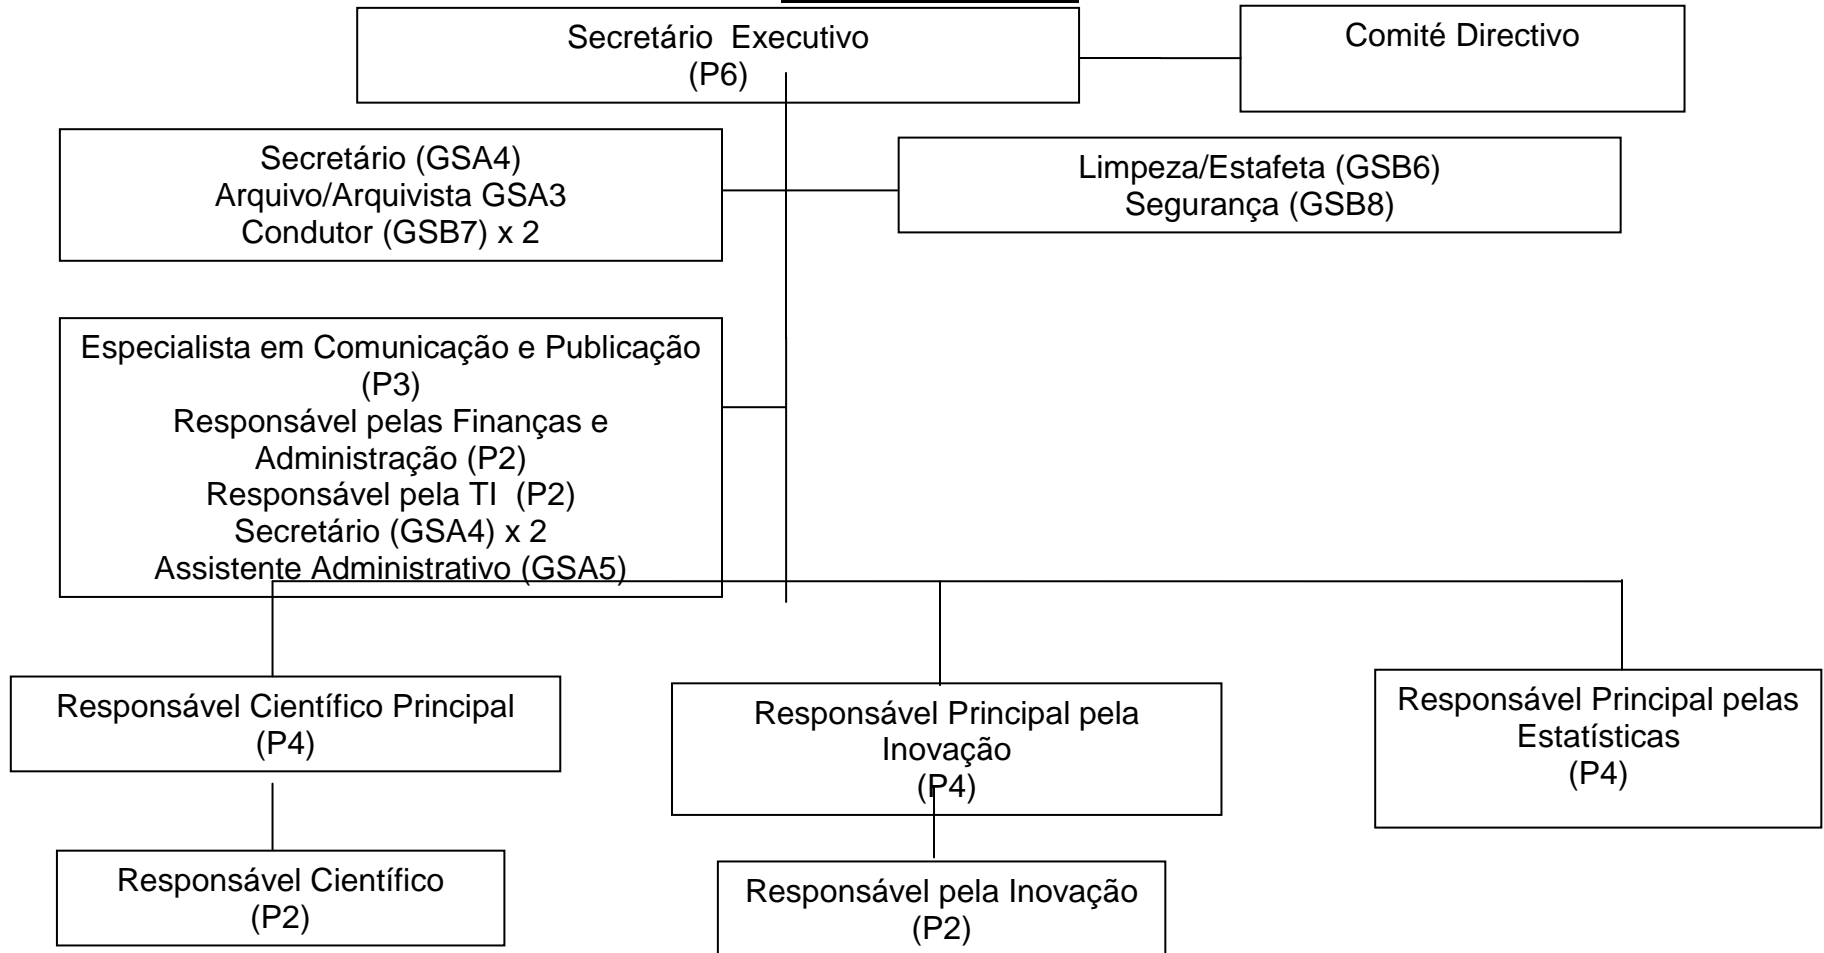 Secretário  Executivo
(P6)
Comité Directivo
Secretário (GSA4)
Arquivo/Arquivista GSA3
Condutor (GSB7) x 2
Limpeza/Estafeta (GSB6)
Segurança (GSB8)
Especialista em Comunicação e Publicação
(P3)
Responsável pelas Finanças e
Administração (P2)
Responsável pela TI  (P2)
Secretário (GSA4) x 2
Assistente Administrativo (GSA5)
Responsável Científico Principal
(P4)
Responsável Principal pela
Inovação
(P4)
Responsável Principal pelas
Estatísticas
(P4)
Responsável Científico
(P2)
Responsável pela Inovação
(P2)